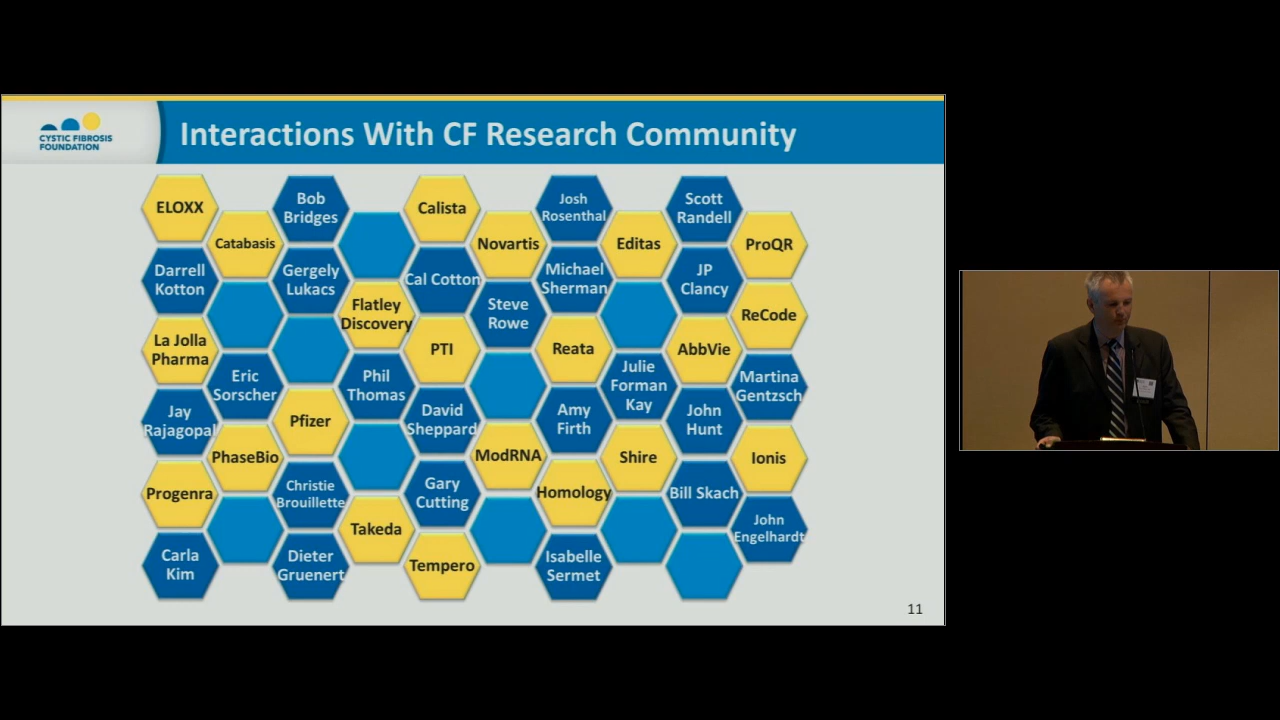 CYSTIC FIBROSIS
FOUNDATION
Interactions With CF Research Community
ELOXX
Catabasis
Darrell
Kotton
La Jolla
Pharma
Eric
Sorscher
Jay
Rajagopal
PhaseBio
Progenra
Carla
Kim
Bob
Bridges
Gergely
Lukacs
Flatley
Discovery
Phil
Thomas
Pfizer
Christie
Brouillette
Takeda
Dieter
Gruenert
Calista
Novartis
Cal Cotton
Steve
Rowe
PTI
David
Sheppard
ModRNA
Gary
Cutting
Tempero
Josh
Rosenthal
Editas
Michael
Sherman
Reata
Julie
Forman
Kay
Amy
Firth
Shire
Homology
Isabelle
Sermet
Scott
Randell
ProQR
JP
Clancy
ReCode
AbbVie
Martina
Gentzsch
John
Hunt
Ionis
Bill Skach
John
Engelhardt
11